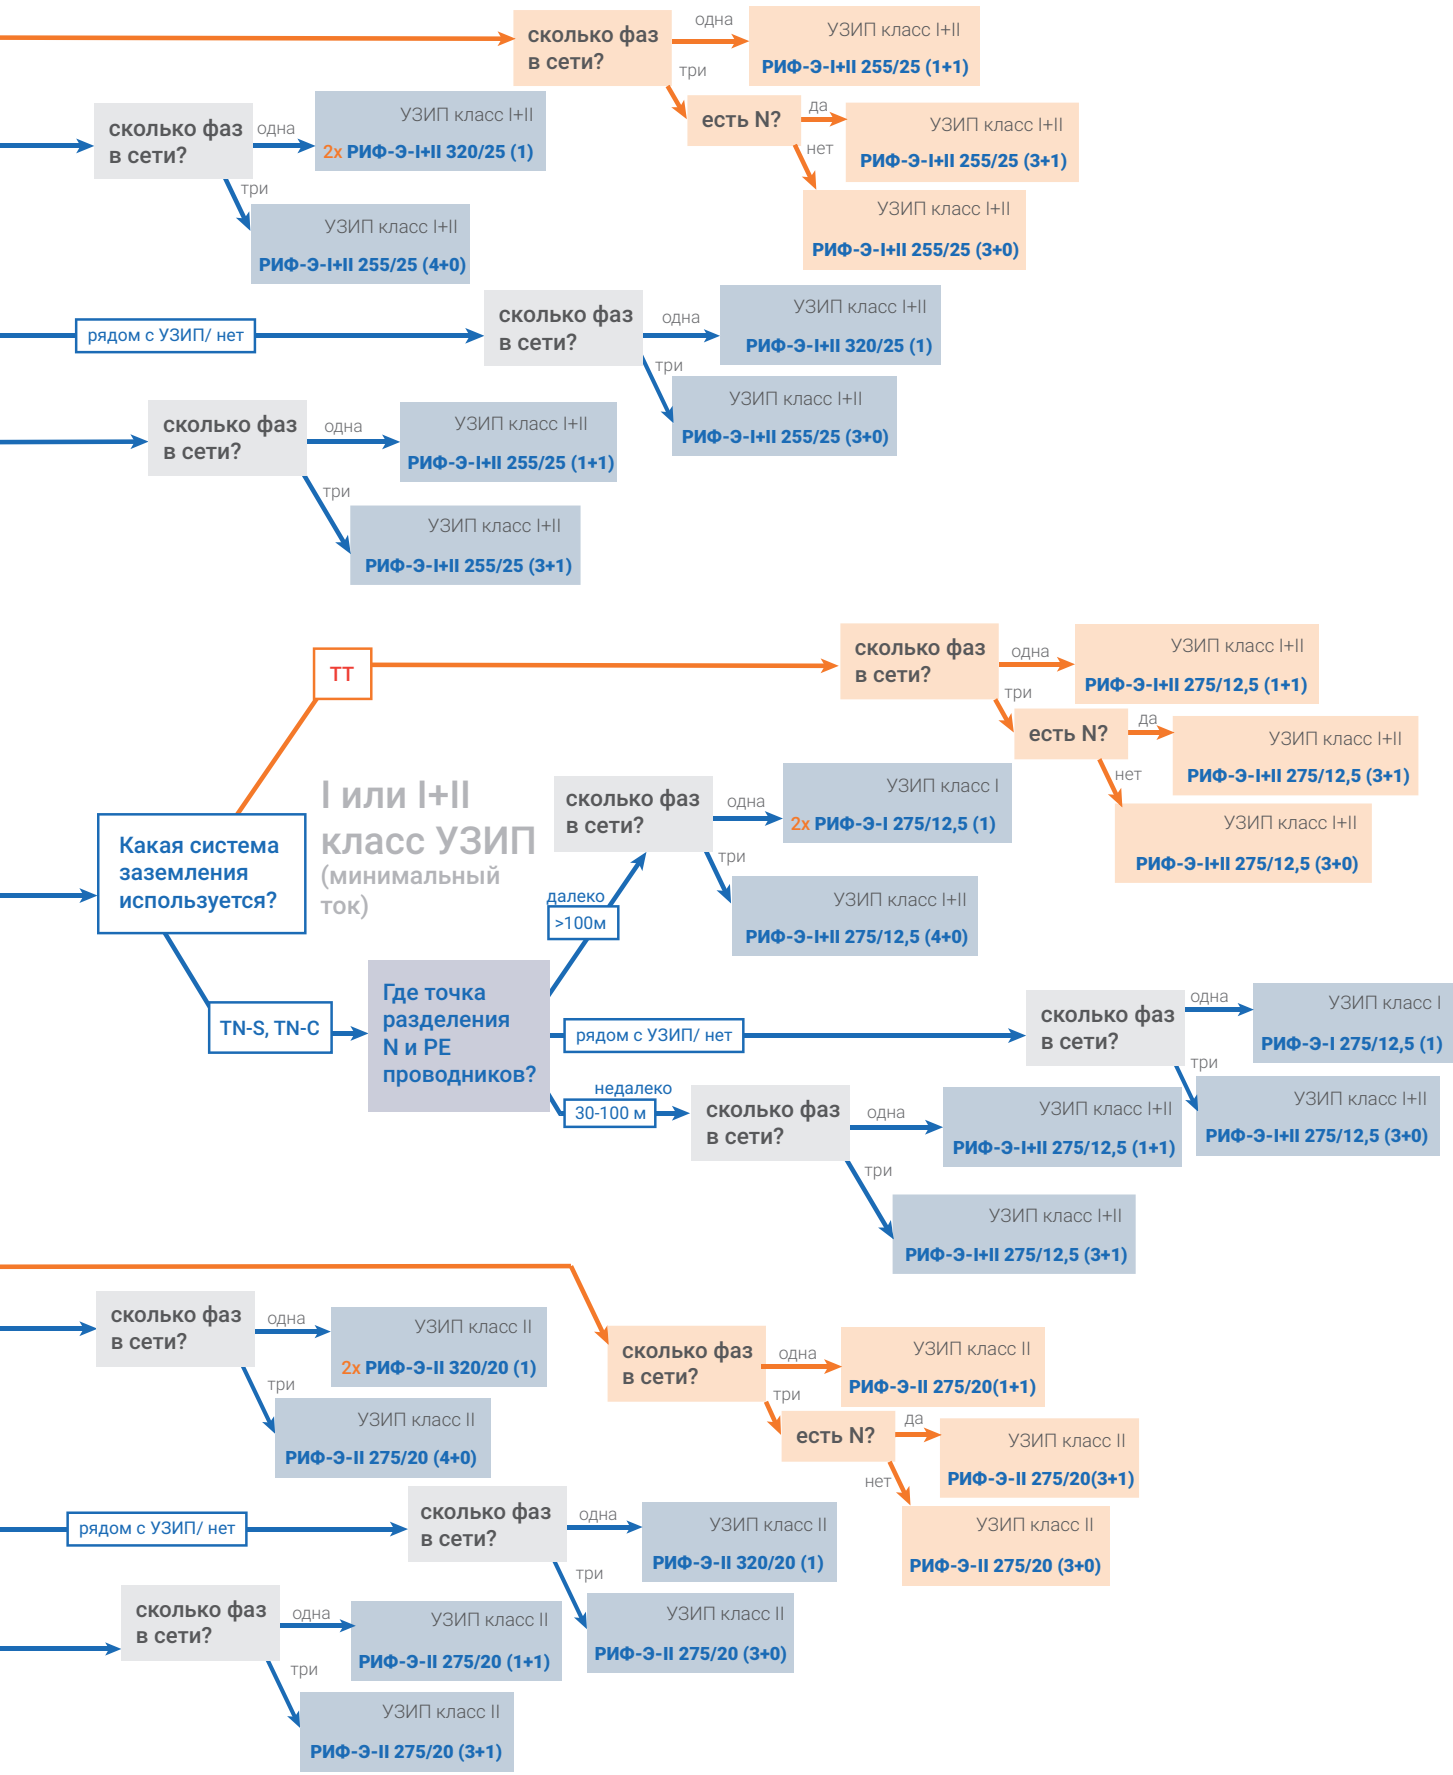 сколько фаз
в сети?
одна
УЗИП класс I+II
РИФ-Э-I+II 255/25 (1+1)
три
есть N?
да
УЗИП класс I+II
РИФ-Э-I+II 255/25 (3+1)
нет
УЗИП класс I+II
РИФ-Э-I+II 255/25 (3+0)
сколько фаз
в сети?
одна
УЗИП класс I+II
2x РИФ-Э-I+II 320/25 (1)
три
УЗИП класс I+II
РИФ-Э-I+II 255/25 (4+0)
рядом с УЗИП/ нет
сколько фаз
в сети?
одна
УЗИП класс I+II
РИФ-Э-I+II 320/25 (1)
три
УЗИП класс I+II
РИФ-Э-I+II 255/25 (3+0)
сколько фаз
в сети?
одна
УЗИП класс I+II
РИФ-Э-I+II 255/25 (1+1)
три
УЗИП класс I+II
РИФ-Э-I+II 255/25 (3+1)
TT
сколько фаз
в сети?
одна
УЗИП класс I+II
РИФ-Э-I+II 275/12,5 (1+1)
три
есть N?
да
УЗИП класс I+II
РИФ-Э-I+II 275/12,5 (3+1)
нет
УЗИП класс I+II
РИФ-Э-I+II 275/12,5 (3+0)
I или I+II
класс УЗИП
(минимальный
ток)
Какая система
заземления
используется?
сколько фаз
в сети?
одна
УЗИП класс I
2x РИФ-Э-I 275/12,5 (1)
три
УЗИП класс I+II
РИФ-Э-I+II 275/12,5 (4+0)
далеко
>100м
TN-S, TN-C
Где точка
разделения
N и PE
проводников?
рядом с УЗИП/ нет
сколько фаз
в сети?
одна
УЗИП класс I
РИФ-Э-I 275/12,5 (1)
три
УЗИП класс I+II
РИФ-Э-I+II 275/12,5 (3+0)
недалеко
30-100 м
сколько фаз
в сети?
одна
УЗИП класс I+II
РИФ-Э-I+II 275/12,5 (1+1)
три
УЗИП класс I+II
РИФ-Э-I+II 275/12,5 (3+1)
сколько фаз
в сети?
одна
УЗИП класс II
2x РИФ-Э-II 320/20 (1)
три
УЗИП класс II
РИФ-Э-II 275/20 (4+0)
сколько фаз
в сети?
одна
УЗИП класс II
РИФ-Э-II 275/20(1+1)
три
есть N?
да
УЗИП класс II
РИФ-Э-II 275/20(3+1)
нет
УЗИП класс II
РИФ-Э-II 275/20 (3+0)
рядом с УЗИП/ нет
сколько фаз
в сети?
одна
УЗИП класс II
РИФ-Э-II 320/20 (1)
три
УЗИП класс II
РИФ-Э-II 275/20 (3+0)
сколько фаз
в сети?
одна
УЗИП класс II
РИФ-Э-II 275/20 (1+1)
три
УЗИП класс II
РИФ-Э-II 275/20 (3+1)